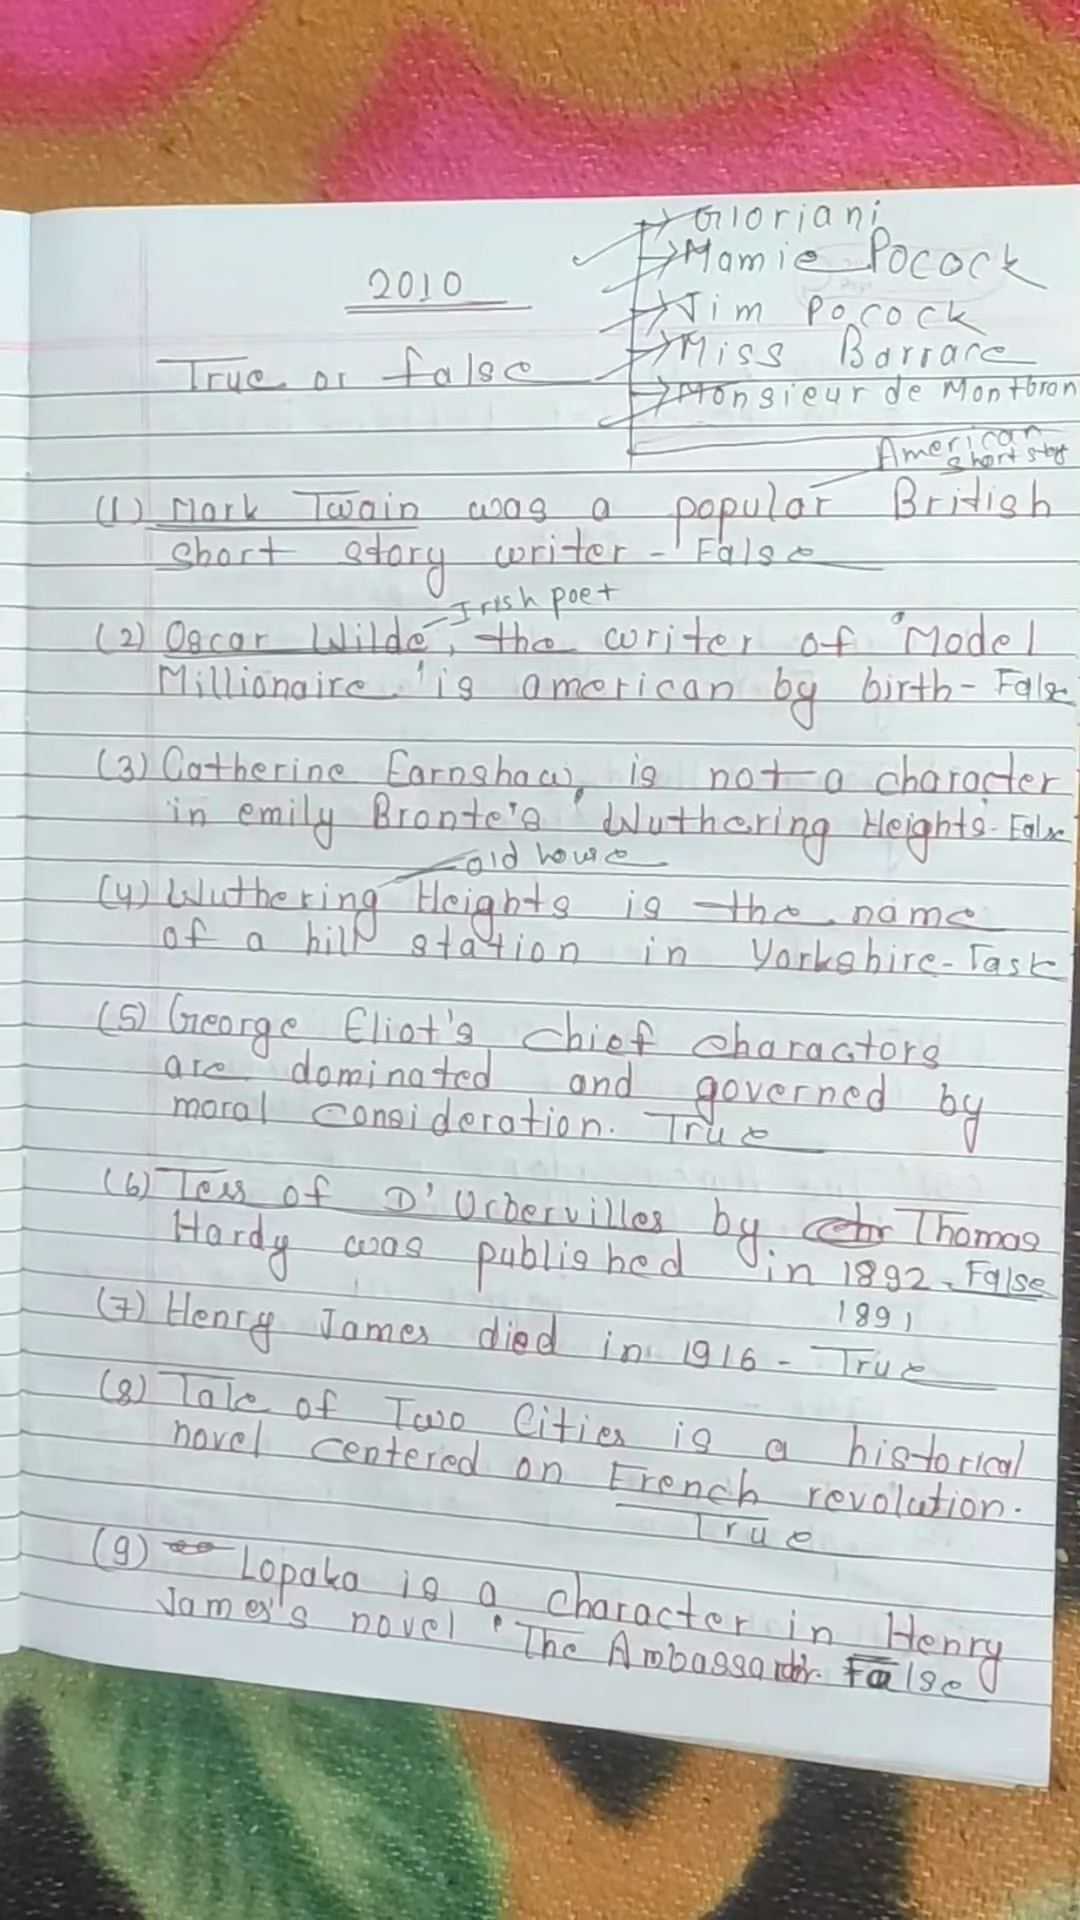 Gloriani
Mamie Pocock
2010
Jim Pocock
Miss Barrace
True or false
Monsieur de Montbron
American
short story
(1) Mark Twain was a popular British
short story writer - False
Irish poet
(2) Oscar Wilde, the writer of 'Model
Millionaire' is american by birth - False
(3) Catherine Earnshaw, is not a character
in emily Bronte's 'Wuthering Heights - False
old house
(4) Wuthering Heights is the name
of a hill station in Yorkshire -
(5) George Eliot's chief charactors
are dominated and governed by
moral consideration. True
(6) Tess of D'Urbervilles by Thomas
Hardy was published in 1892. False
1891
(7) Henry James died in 1916 - True
(8) Tale of Two Cities is a historical
novel centered on French revolution.
True
(9) Lopaka is a character in Henry
James's novel 'The False